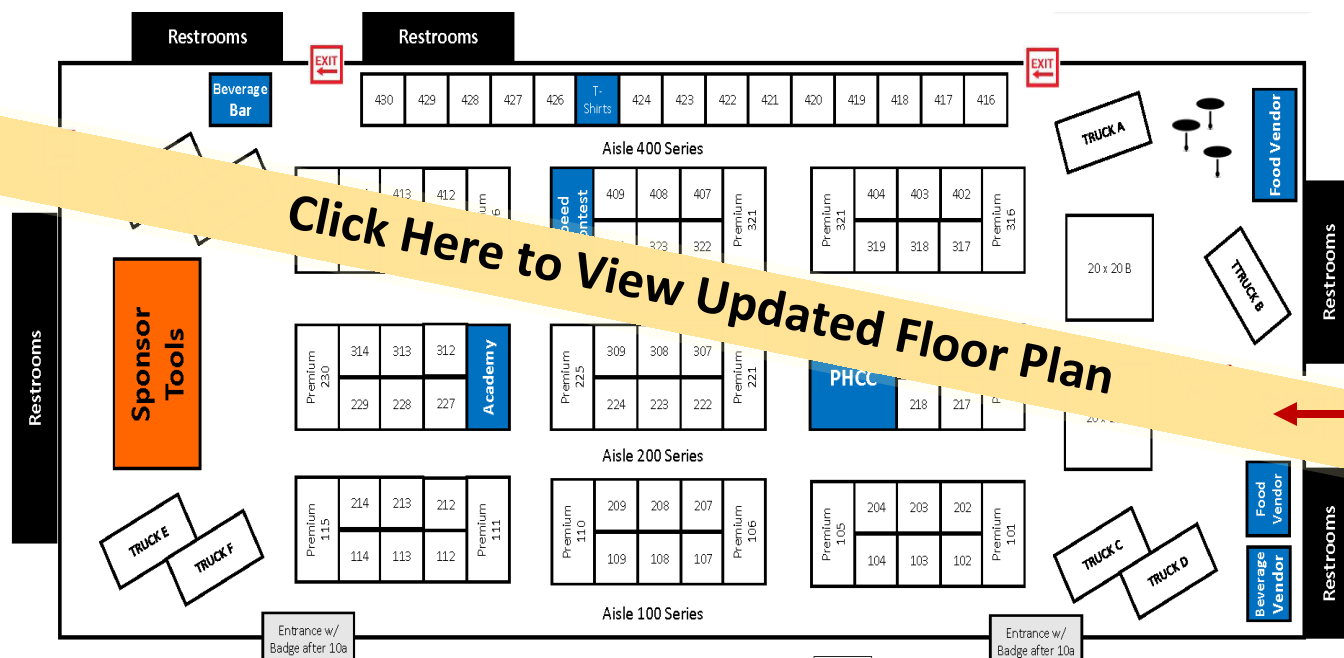 Restrooms
Restrooms
EXIT
EXIT
Beverage
Bar
430 429 428 427 426 T-
Shirts 424 423 422 421 420 419 418 417 416
Aisle 400 Series
TRUCK A
Food Vendor
413 412
409 408 407 Premium
321
Premium
321 404 403 402 Premium
316
323 322
319 318 317
20 x 20 B
TTRUCK B
Restrooms
Click Here to View Updated Floor Plan
Restrooms
Sponsor
Tools
Premium
230 314 313 312 Academy
229 228 227
Premium
225 309 308 307
221
224 223 222
PHCC
218 217
Aisle 200 Series
Premium
115 214 213 212 Premium
111
114 113 112
Premium
110 209 208 207 Premium
106
109 108 107
Premium
105 204 203 202 Premium
101
104 103 102
TRUCK E
TRUCK F
TRUCK C
TRUCK D
Food
Vendor
Beverage
Vendor
Restrooms
Aisle 100 Series
Entrance w/
Badge after 10a
Entrance w/
Badge after 10a